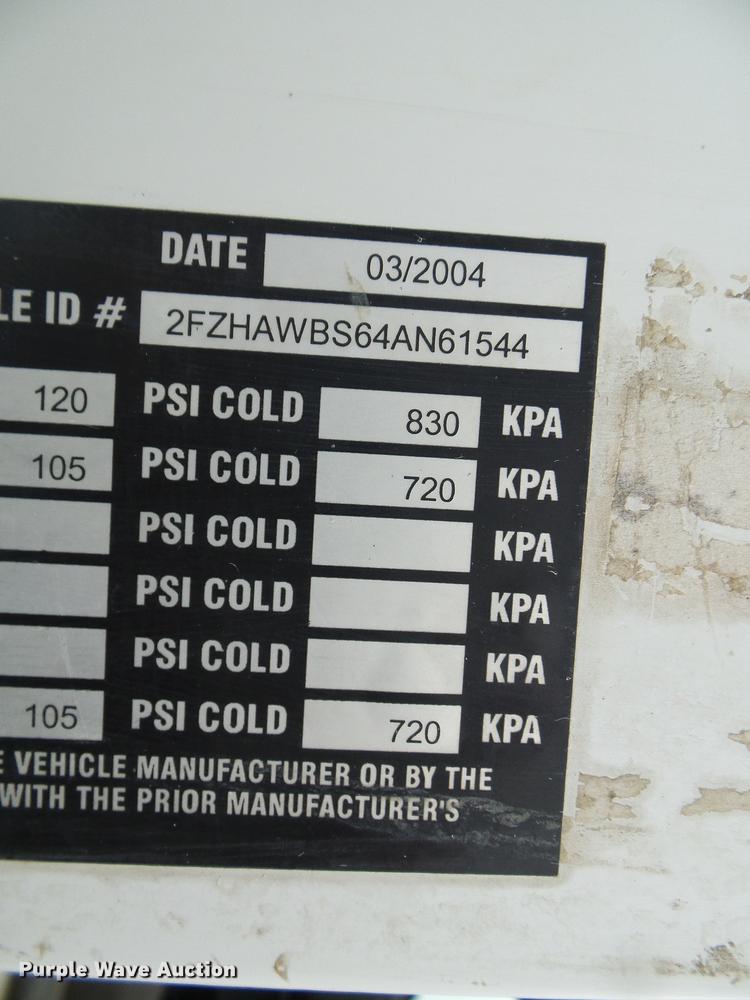 DATE 03/2004
LE ID # 2FZHAWBS64AN61544
120 PSI COLD 830 KPA
105 PSI COLD 720 KPA
PSI COLD KPA
PSI COLD KPA
PSI COLD KPA
105 PSI COLD 720 KPA
E VEHICLE MANUFACTURER OR BY THE
WITH THE PRIOR MANUFACTURER'S
Purple Wave Auction